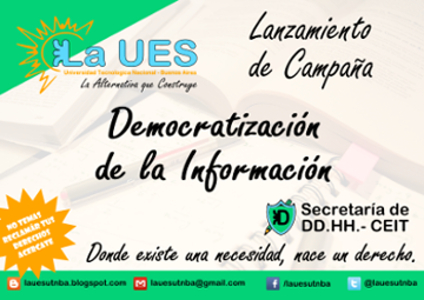 La UES
Universidad Tecnológica Nacional - Buenos Aires
La Alternativa que Construye
Lanzamiento
de Campaña
Democratización
de la Información
NO TEMAS
RECLAMAR TUS
DERECHOS
ACERCATE
Secretaría de
DD.HH.- CEIT
Donde existe una necesidad, nace un derecho.
lauesutnba.blogspot.com
lauesutnba@gmail.com
/lauesutnba
@lauesutnba